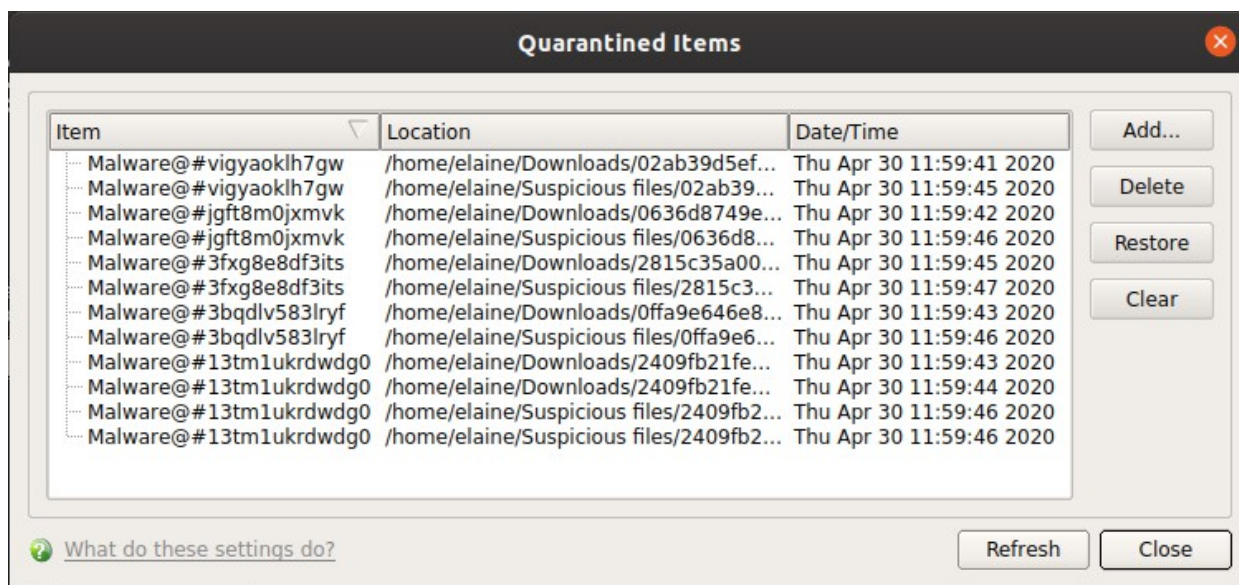 Quarantined Items
Item Location Date/Time
Malware@#vigyaoklh7gw /home/elaine/Downloads/02ab39d5ef... Thu Apr 30 11:59:41 2020
Malware@#vigyaoklh7gw /home/elaine/Suspicious files/02ab39... Thu Apr 30 11:59:45 2020
Malware@#jgft8m0jxmvk /home/elaine/Downloads/0636d8749e... Thu Apr 30 11:59:42 2020
Malware@#jgft8m0jxmvk /home/elaine/Suspicious files/0636d8... Thu Apr 30 11:59:46 2020
Malware@#3fxg8e8df3its /home/elaine/Downloads/2815c35a00... Thu Apr 30 11:59:45 2020
Malware@#3fxg8e8df3its /home/elaine/Suspicious files/2815c3... Thu Apr 30 11:59:47 2020
Malware@#3bqdlv583lryf /home/elaine/Downloads/0ffa9e646e8... Thu Apr 30 11:59:43 2020
Malware@#3bqdlv583lryf /home/elaine/Suspicious files/0ffa9e6... Thu Apr 30 11:59:46 2020
Malware@#13tm1ukrdwdg0 /home/elaine/Downloads/2409fb21fe... Thu Apr 30 11:59:43 2020
Malware@#13tm1ukrdwdg0 /home/elaine/Downloads/2409fb21fe... Thu Apr 30 11:59:44 2020
Malware@#13tm1ukrdwdg0 /home/elaine/Suspicious files/2409fb2... Thu Apr 30 11:59:46 2020
Malware@#13tm1ukrdwdg0 /home/elaine/Suspicious files/2409fb2... Thu Apr 30 11:59:46 2020
Add...
Delete
Restore
Clear
What do these settings do?
Refresh
Close